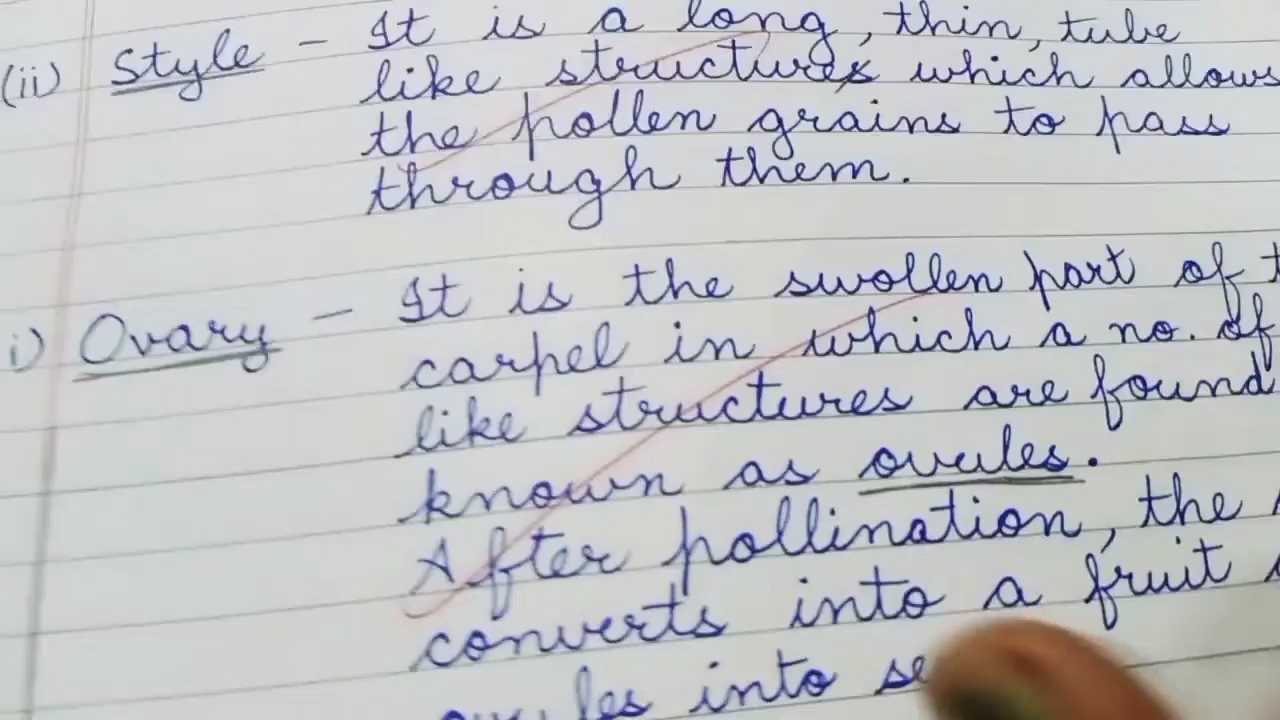 (ii) Style - It is a long, thin, tube
like structure which allows
the pollen grains to pass
through them.
i) Ovary - It is the swollen part of
carpel in which a no. of
like structures are found
known as ovules.
After pollination, the
converts into a fruit
into